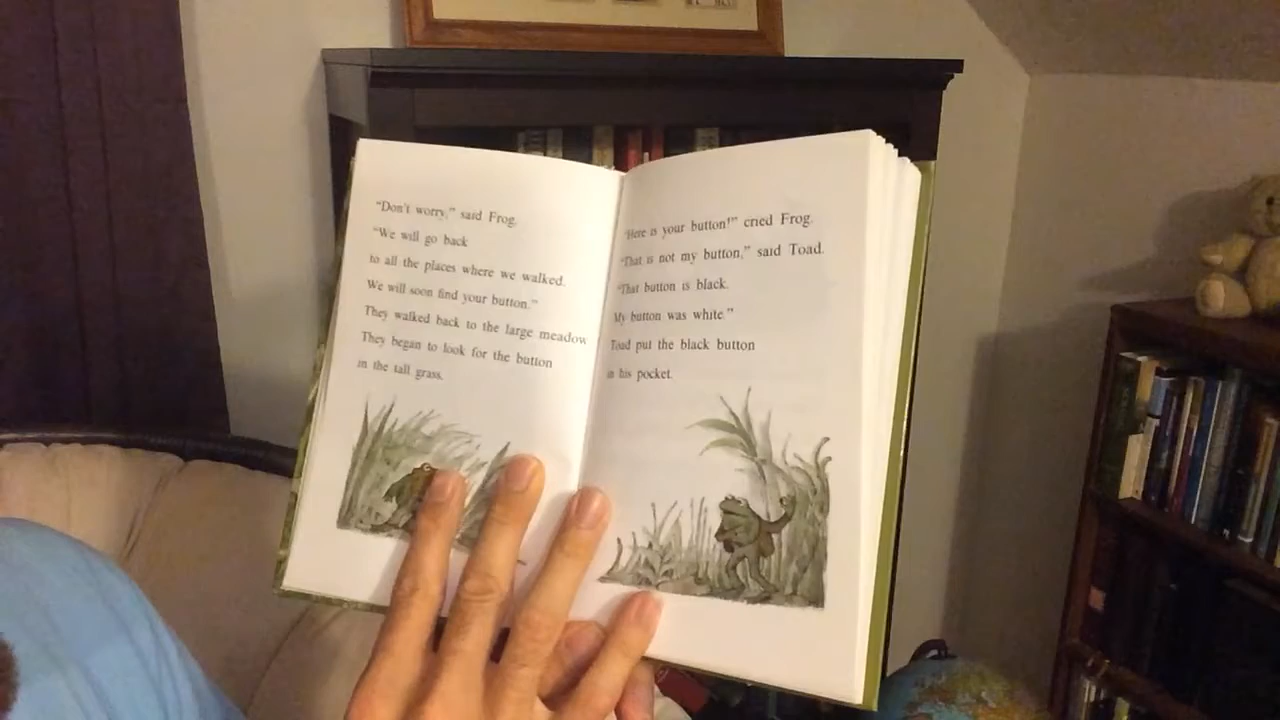 "Don't worry," said Frog.
"We will go back
to all the places where we walked.
We will soon find your button."
They walked back to the large meadow
They began to look for the button
in the tall grass.
"Here is your button!" cried Frog.
"That is not my button," said Toad.
"That button is black.
My button was white."
Toad put the black button
in his pocket.